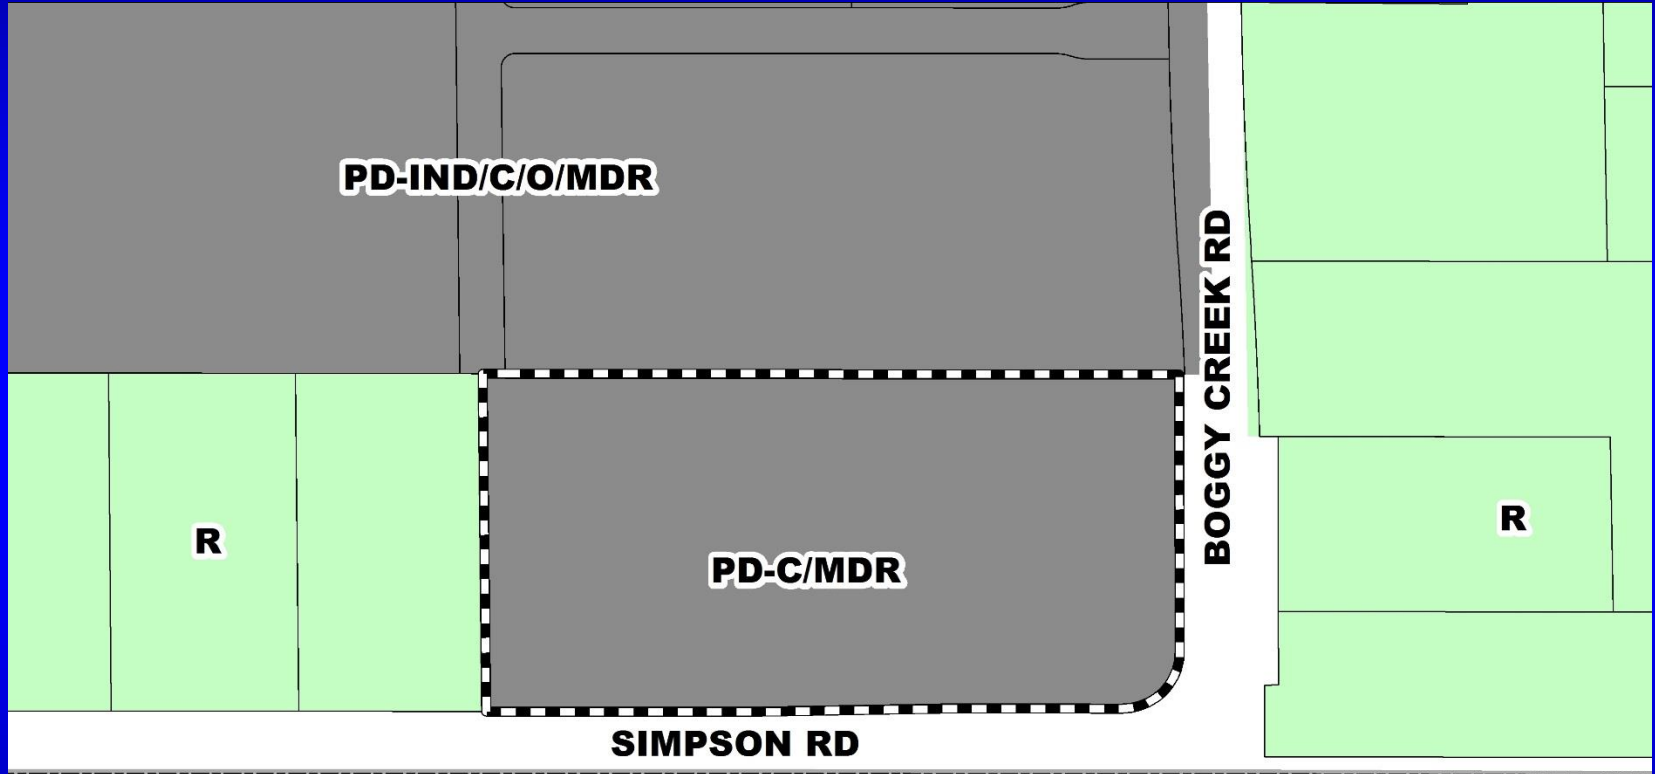 PD-IND/C/O/MDR
BOGGY CREEK RD
R
R
PD-C/MDR
SIMPSON RD